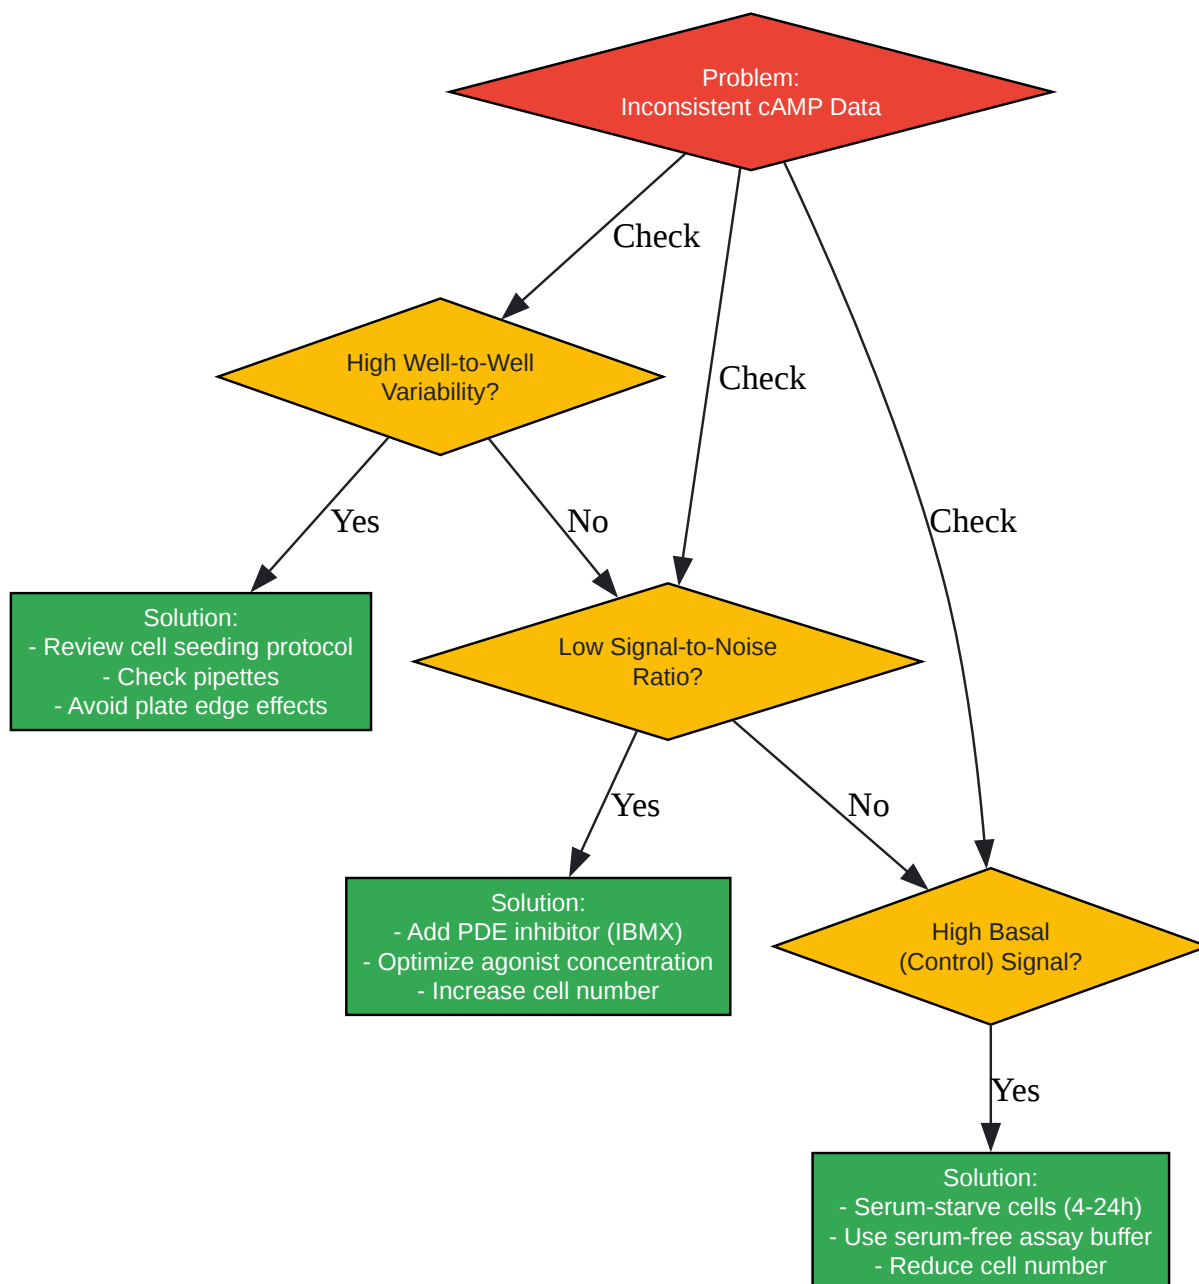 Problem:
Inconsistent cAMP Data
Check
High Well-to-Well
Variability?
Check
Check
Yes
No
Solution:
- Review cell seeding protocol
- Check pipettes
- Avoid plate edge effects
Low Signal-to-Noise
Ratio?
Yes
No
Solution:
- Add PDE inhibitor (IBMX)
- Optimize agonist concentration
- Increase cell number
High Basal
(Control) Signal?
Yes
Solution:
- Serum-starve cells (4-24h)
- Use serum-free assay buffer
- Reduce cell number